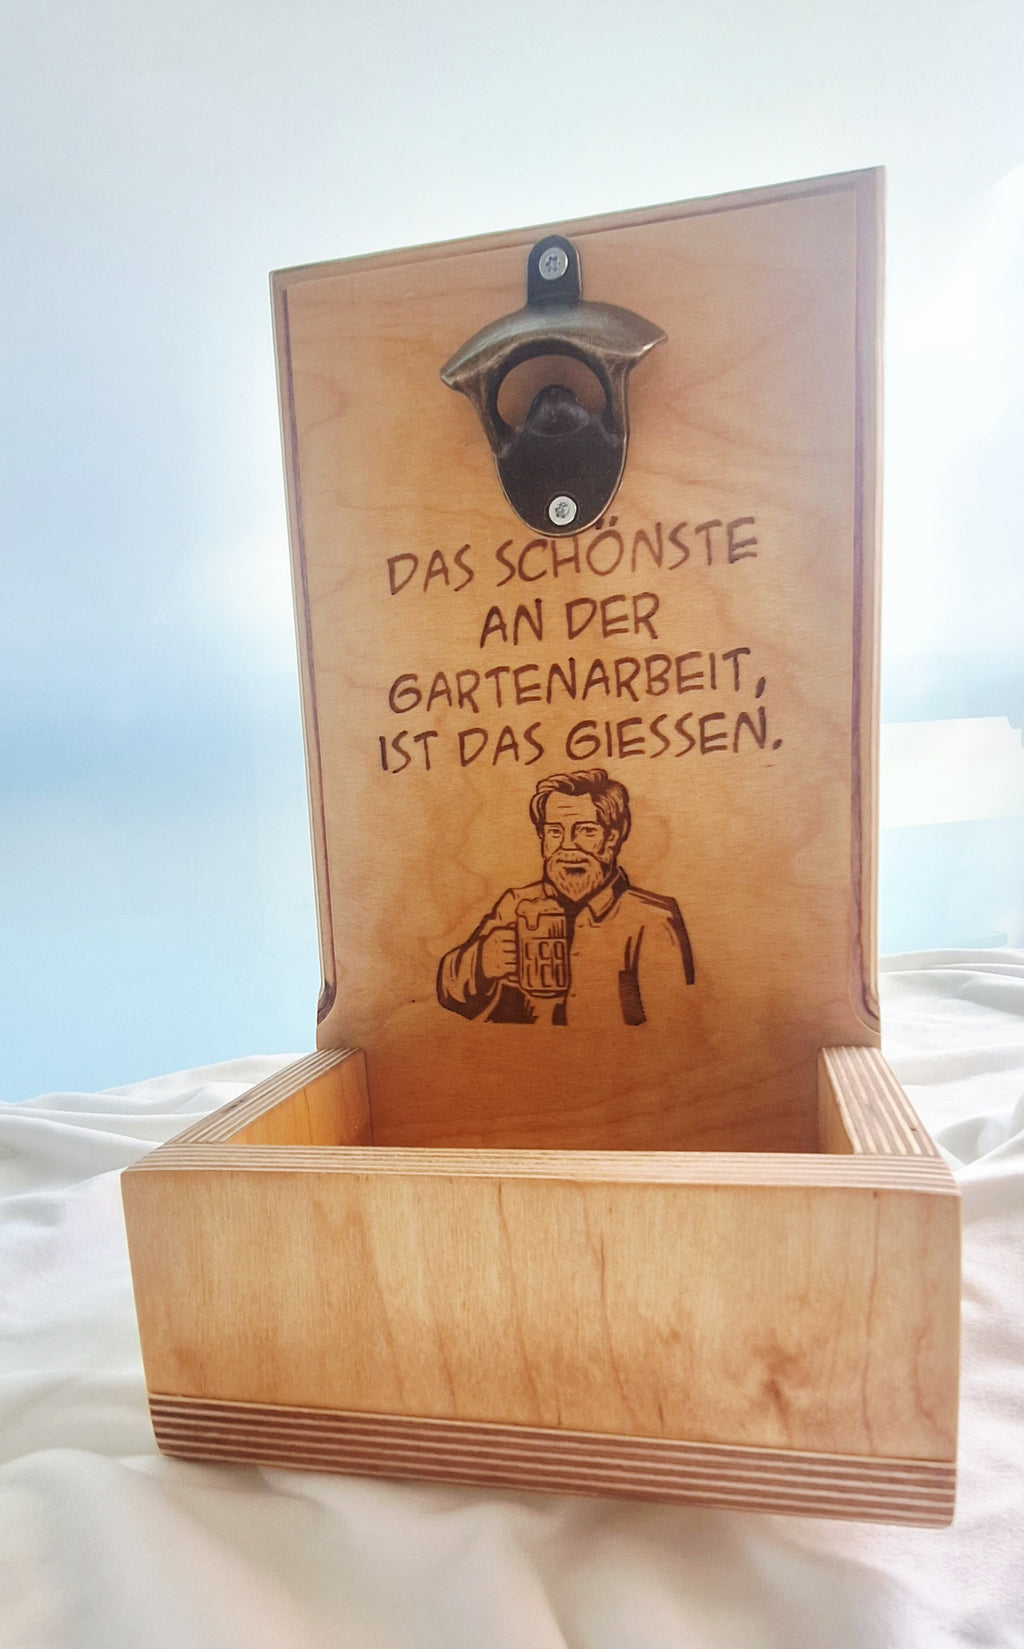 DAS SCHÖNSTE
AN DER
GARTENARBEIT,
IST DAS GIESSEN.